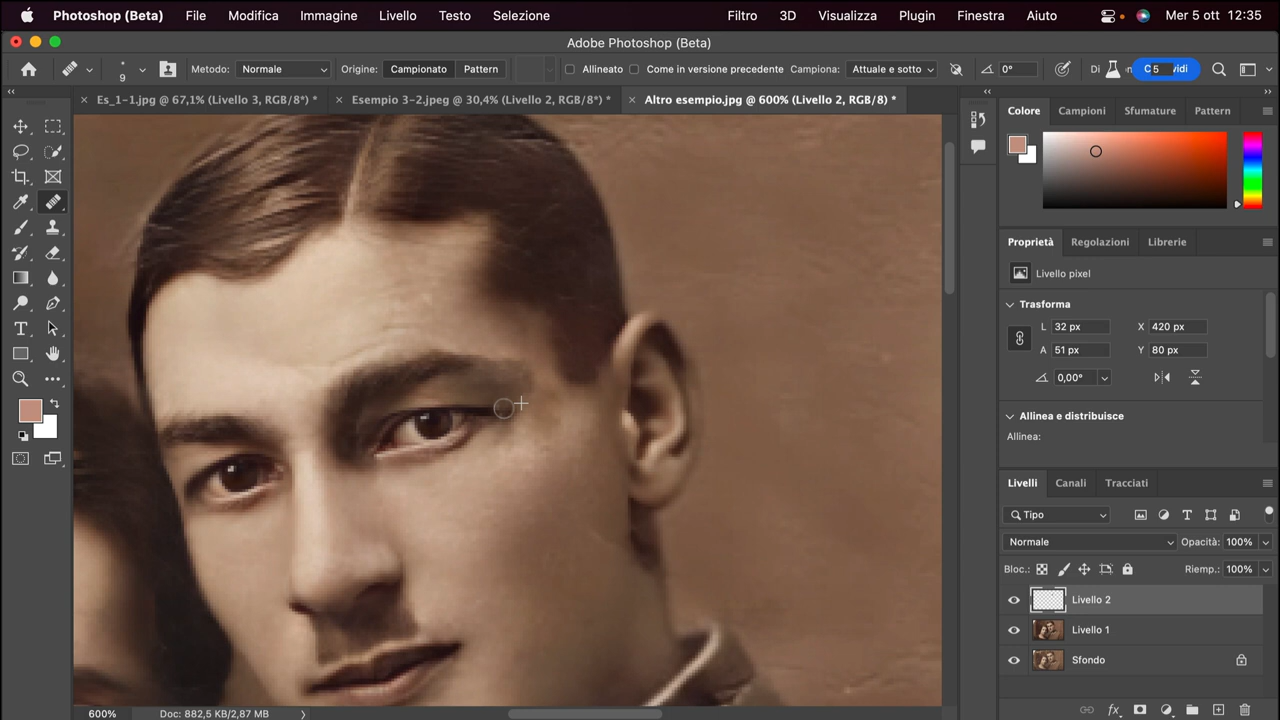 Photoshop (Beta) File Modifica Immagine Livello Testo Selezione Filtro 3D Visualizza Plugin Finestra Aiuto Mer 5 ott 12:35
Adobe Photoshop (Beta)
9 Metodo: Normale Origine: Campionato Pattern Allineato Come in versione precedente Campiona: Attuale e sotto 0° Di
Es_1-1.jpg @ 67,1% (Livello 3, RGB/8*) * Esempio 3-2.jpeg @ 30,4% (Livello 2, RGB/8*) * Altro esempio.jpg @ 600% (Livello 2, RGB/8) *
Colore Campioni Sfumature Pattern
Proprietà Regolazioni Librerie
Livello pixel
Trasforma
L 32 px X 420 px
A 51 px Y 80 px
0,00°
Allinea e distribuisce
Allinea:
Livelli Canali Tracciati
Tipo
Normale Opacità: 100%
Bloc.: Riemp.: 100%
Livello 2
Livello 1
Sfondo
600% Doc: 882,5 KB/2,87 MB